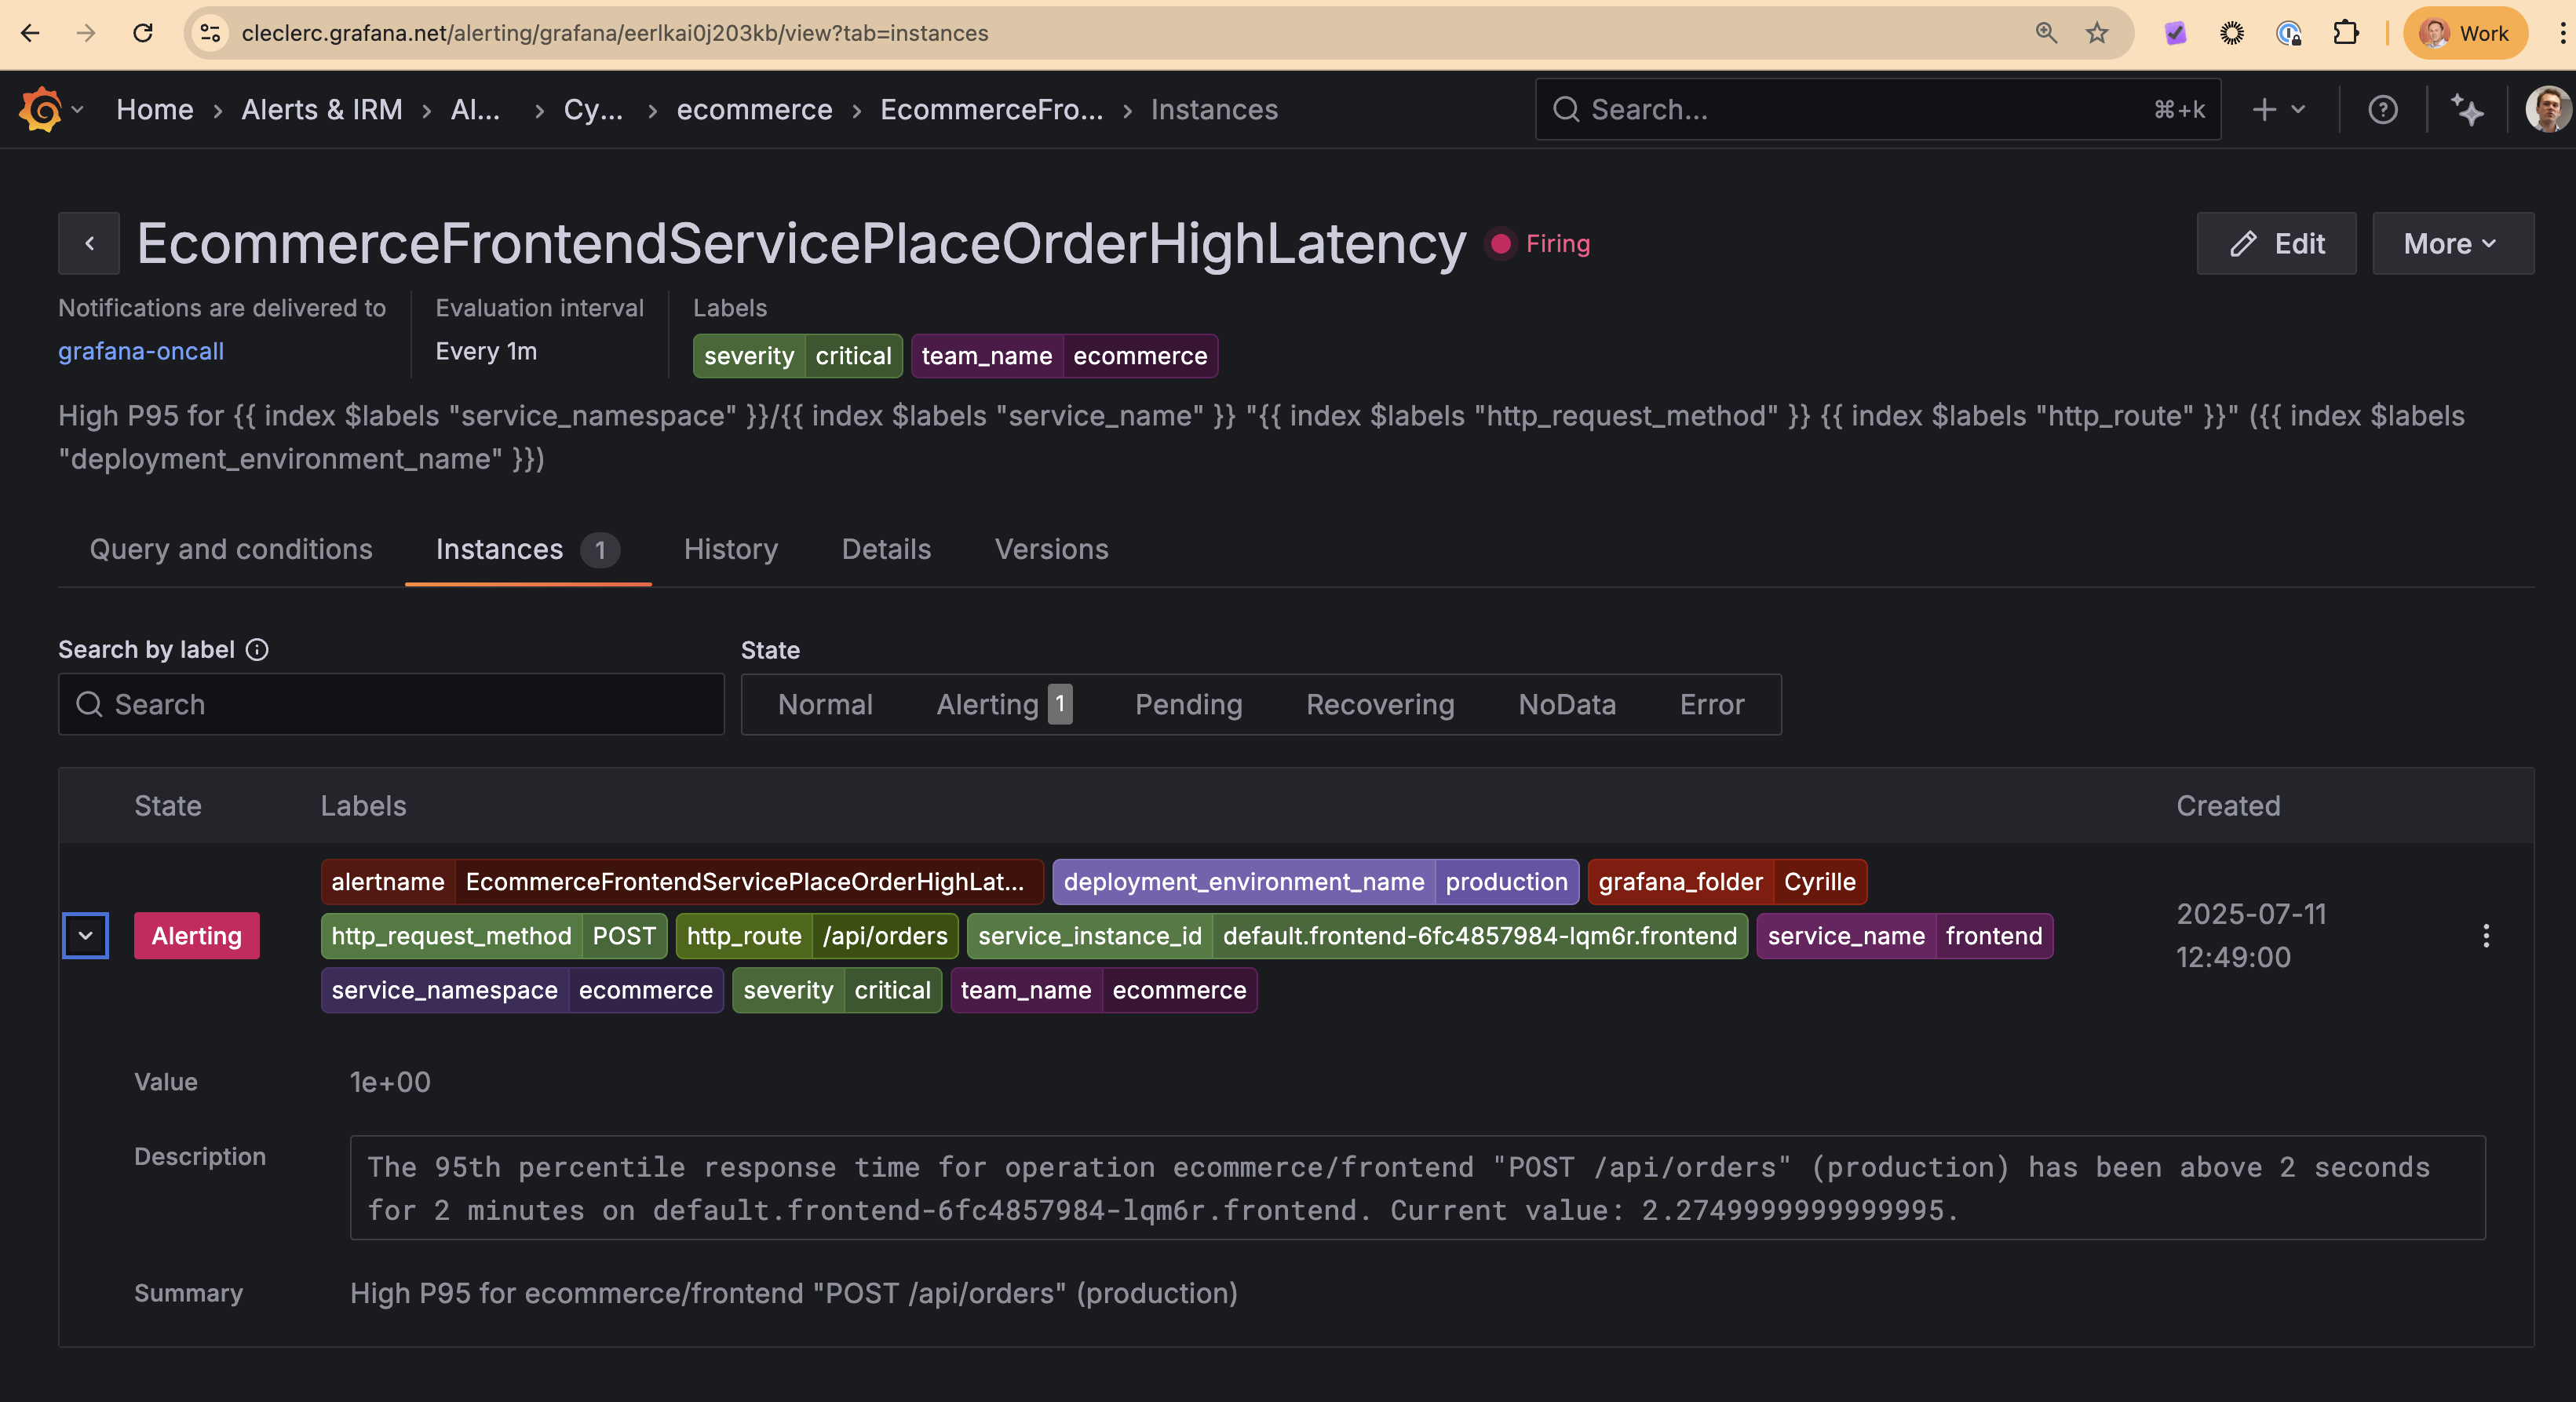 cleclerc.grafana.net/alerting/grafana/eerlkai0j203kb/view?tab=instances
Work
Home › Alerts & IRM › Al... › Cy... › ecommerce › EcommerceFro... › Instances
Search... ⌘+k
EcommerceFrontendServicePlaceOrderHighLatency Firing
Edit More
Notifications are delivered to Evaluation interval Labels
grafana-oncall Every 1m severity critical team_name ecommerce
High P95 for {{ index $labels "service_namespace" }}/{{ index $labels "service_name" }} "{{ index $labels "http_request_method" }} {{ index $labels "http_route" }}" ({{ index $labels
"deployment_environment_name" }})
Query and conditions Instances 1 History Details Versions
Search by label State
Search Normal Alerting 1 Pending Recovering NoData Error
State Labels Created
alertname EcommerceFrontendServicePlaceOrderHighLat... deployment_environment_name production grafana_folder Cyrille
Alerting http_request_method POST http_route /api/orders service_instance_id default.frontend-6fc4857984-lqm6r.frontend service_name frontend
service_namespace ecommerce severity critical team_name ecommerce
2025-07-11
12:49:00
Value 1e+00
Description The 95th percentile response time for operation ecommerce/frontend "POST /api/orders" (production) has been above 2 seconds
for 2 minutes on default.frontend-6fc4857984-lqm6r.frontend. Current value: 2.2749999999999995.
Summary High P95 for ecommerce/frontend "POST /api/orders" (production)